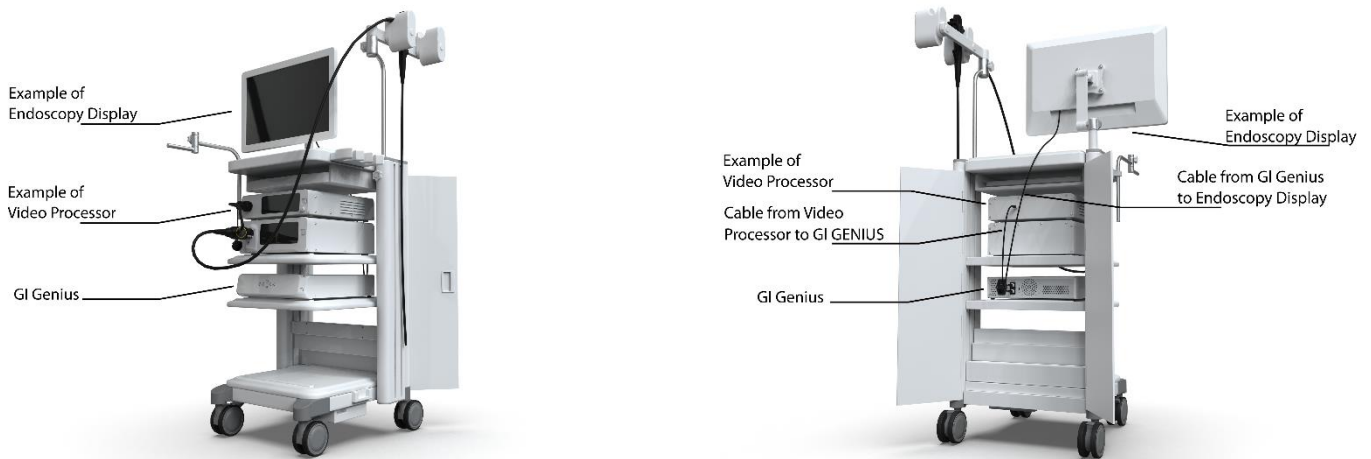 Example of
Endoscopy Display
Example of
Video Processor
GI Genius
Example of
Endoscopy Display
Example of
Video Processor
Cable from GI Genius
to Endoscopy Display
Cable from Video
Processor to GI GENIUS
GI Genius